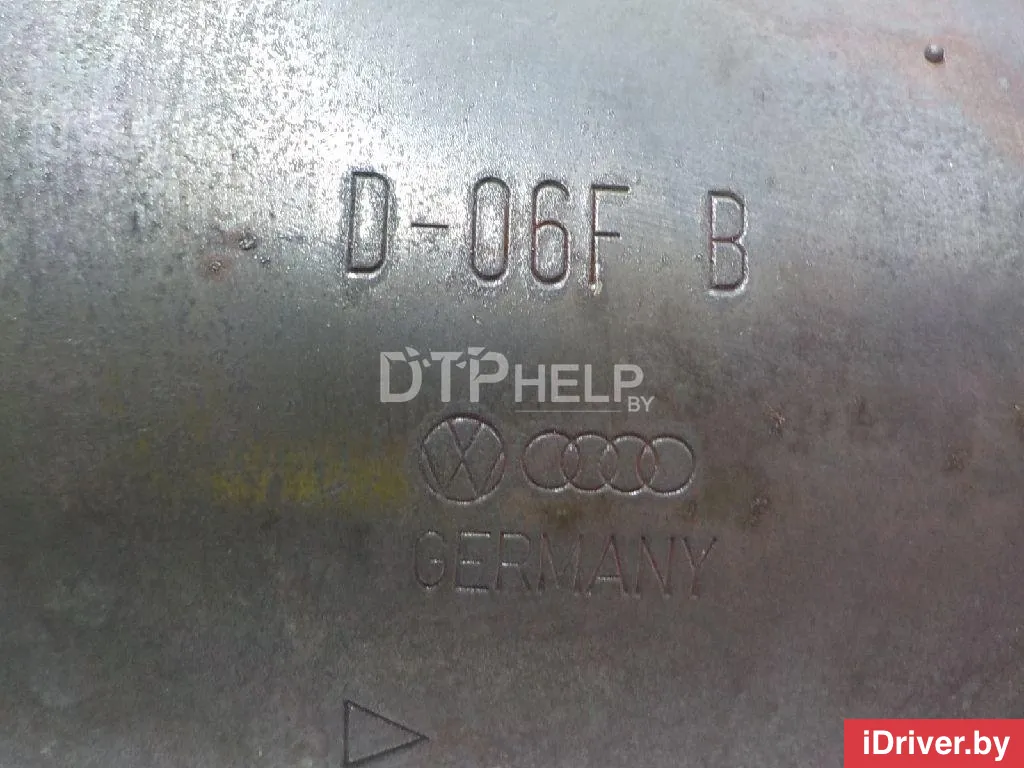 D-06F B
DTPHELP
.BY
GERMANY
iDriver.by